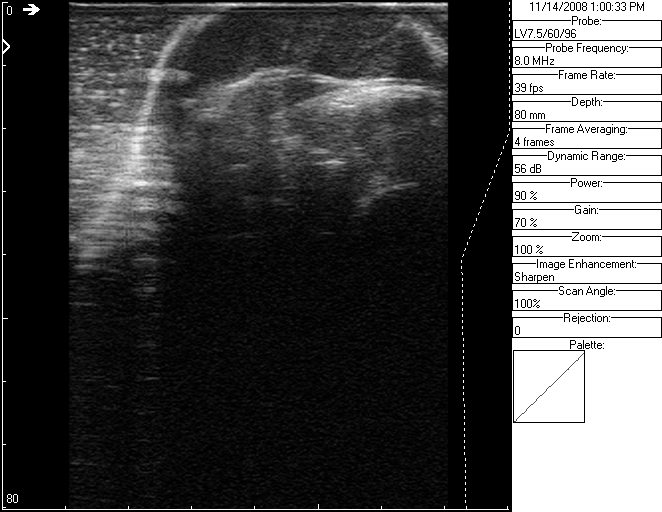 0
11/14/2008 1:00:33 PM
Probe:
LV7.5/60/96
Probe Frequency:
8.0 MHz
Frame Rate:
39 fps
Depth:
80 mm
Frame Averaging:
4 frames
Dynamic Range:
56 dB
Power:
90 %
Gain:
70 %
Zoom:
100 %
Image Enhancement:
Sharpen
Scan Angle:
100%
Rejection:
0
Palette:
80